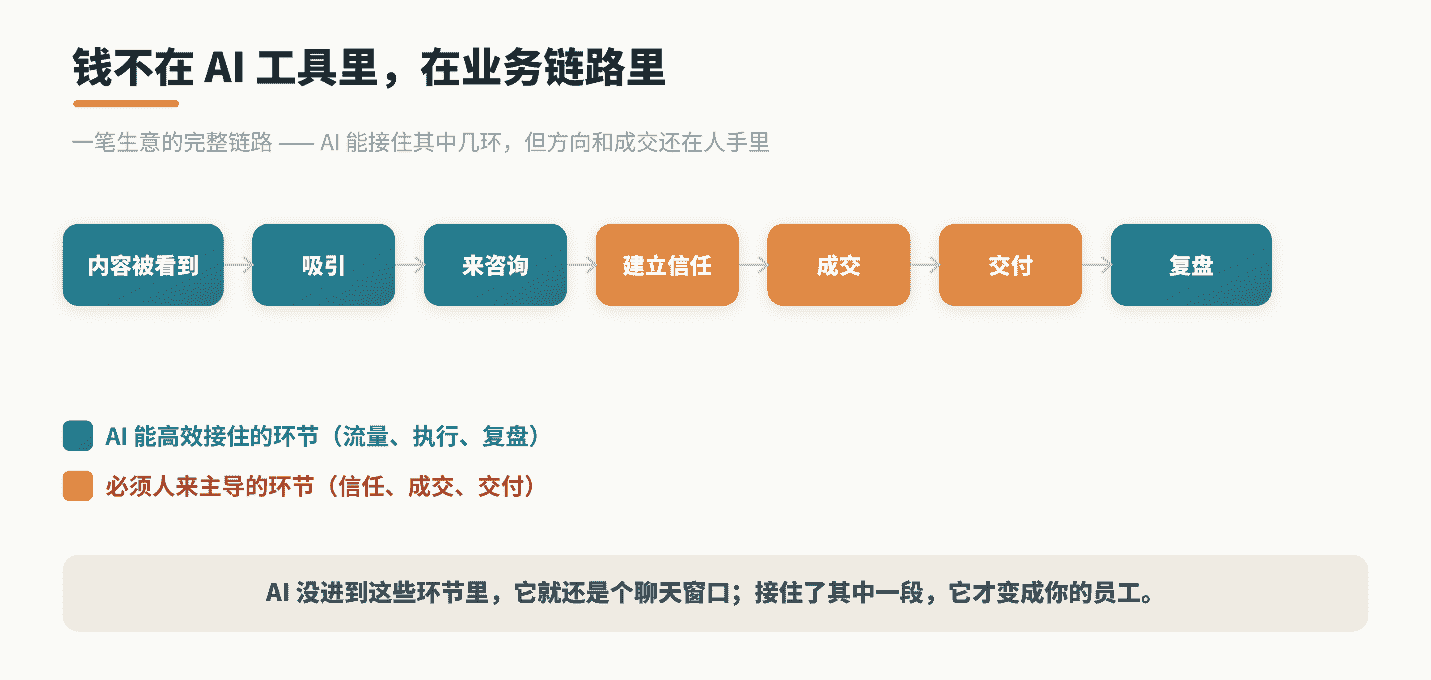 钱不在 AI 工具里，在业务链路里
一笔生意的完整链路 —— AI 能接住其中几环，但方向和成交还在人手里
内容被看到
吸引
来咨询
建立信任
成交
交付
复盘
AI 能高效接住的环节（流量、执行、复盘）
必须人来主导的环节（信任、成交、交付）
AI 没进到这些环节里，它就还是个聊天窗口；接住了其中一段，它才变成你的员工。